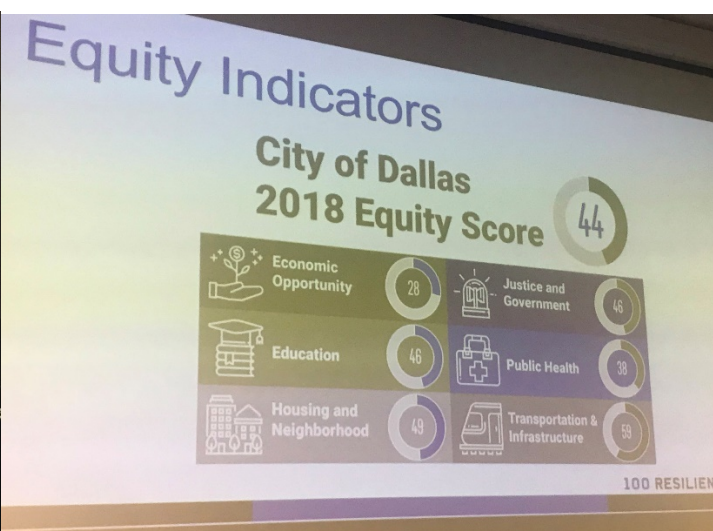 Equity Indicators
City of Dallas
2018 Equity Score
44
Economic
Opportunity
28
Justice and
Government
46
Education
46
Public Health
38
Housing and
Neighborhood
49
Transportation &
Infrastructure
59
100 RESILIEN